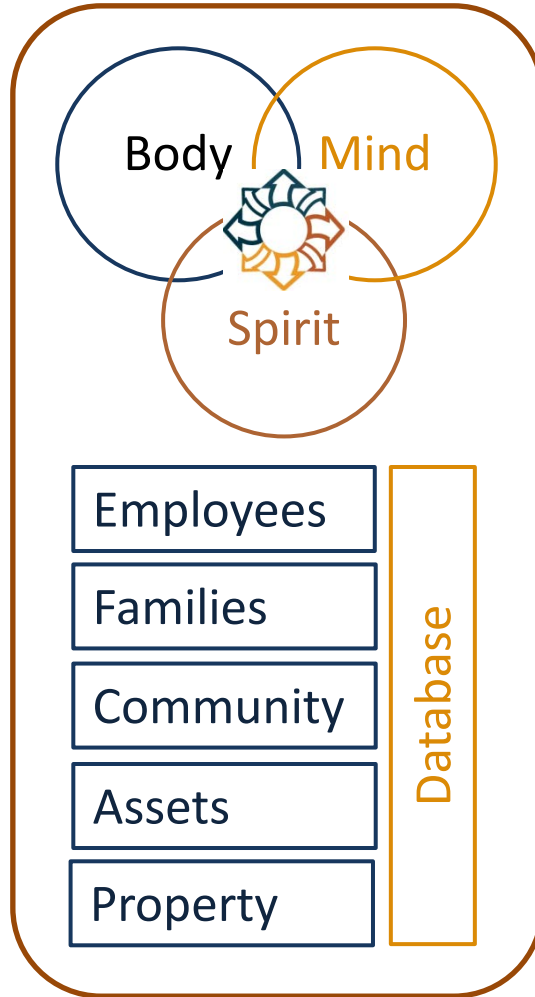 Body
Mind
Spirit
Employees
Families
Community
Assets
Property
Database